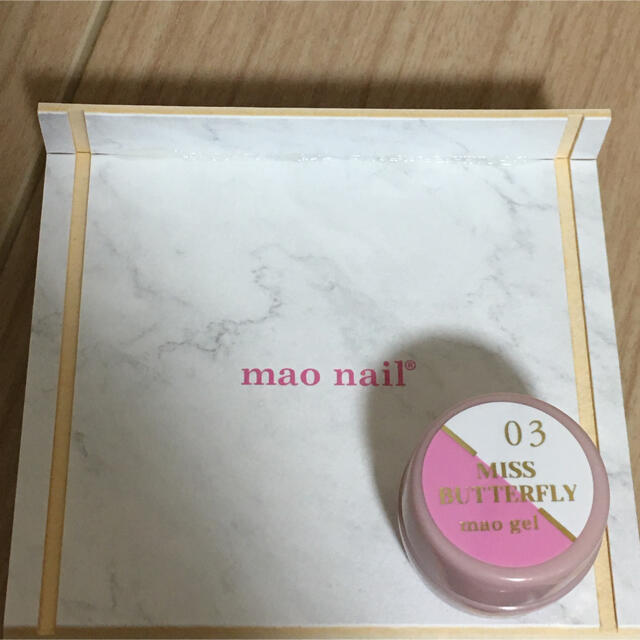 mao nail®
03
MISS
BUTTERFLY
mao gel